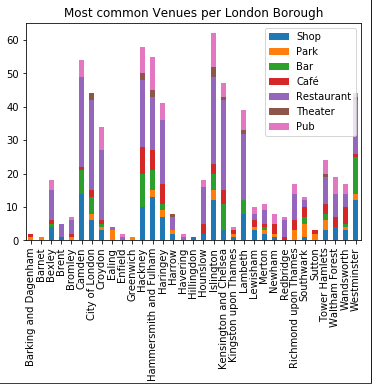 Most common Venues per London Borough
60
50
40
30
20
10
0
Shop
Park
Bar
Café
Restaurant
Theater
Pub
Barking and Dagenham
Barnet
Bexley
Brent
Bromley
Camden
City of London
Croydon
Ealing
Enfield
Greenwich
Hackney
Hammersmith and Fulham
Haringey
Harrow
Havering
Hillingdon
Hounslow
Islington
Kensington and Chelsea
Kingston upon Thames
Lambeth
Lewisham
Merton
Newham
Redbridge
Richmond upon Thames
Southwark
Sutton
Tower Hamlets
Waltham Forest
Wandsworth
Westminster